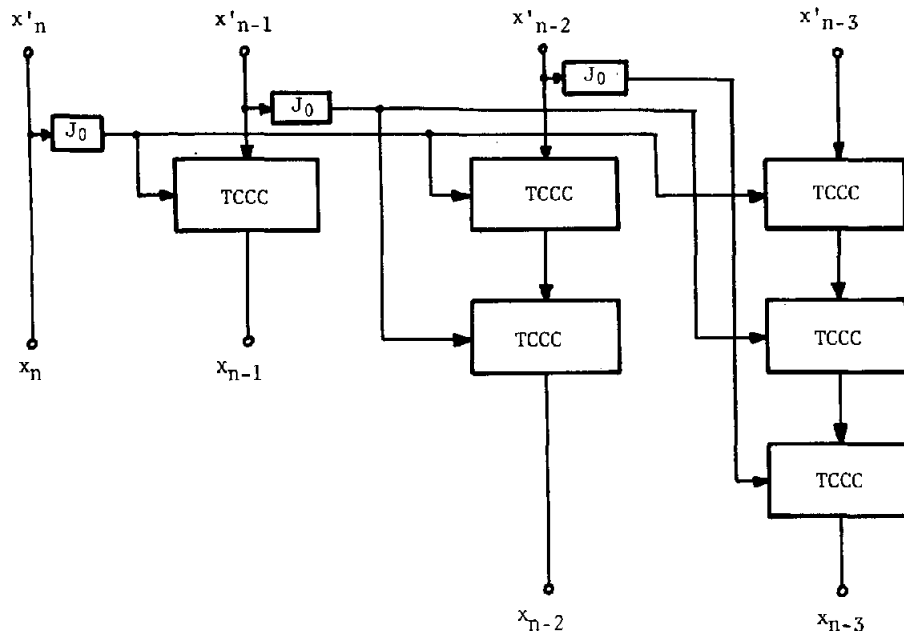 x'n x'n-1 x'n-2 x'n-3
J0
J0
J0
TCCC TCCC TCCC
TCCC TCCC
xn xn-1
TCCC
xn-2 xn-3